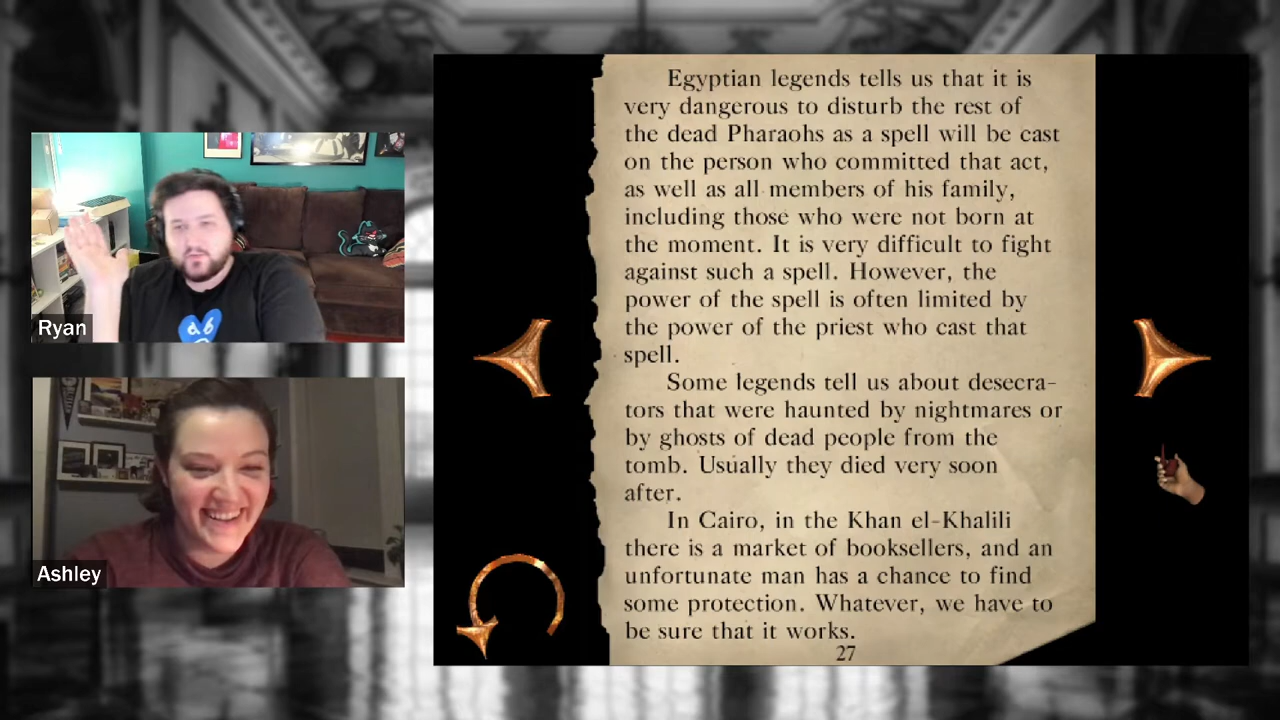 Egyptian legends tells us that it is
very dangerous to disturb the rest of
the dead Pharaohs as a spell will be cast
on the person who committed that act,
as well as all members of his family,
including those who were not born at
the moment. It is very difficult to fight
against such a spell. However, the
power of the spell is often limited by
the power of the priest who cast that
spell.
Some legends tell us about desecra-
tors that were haunted by nightmares or
by ghosts of dead people from the
tomb. Usually they died very soon
after.
In Cairo, in the Khan el-Khalili
there is a market of booksellers, and an
unfortunate man has a chance to find
some protection. Whatever, we have to
be sure that it works.
27
Ryan
Ashley